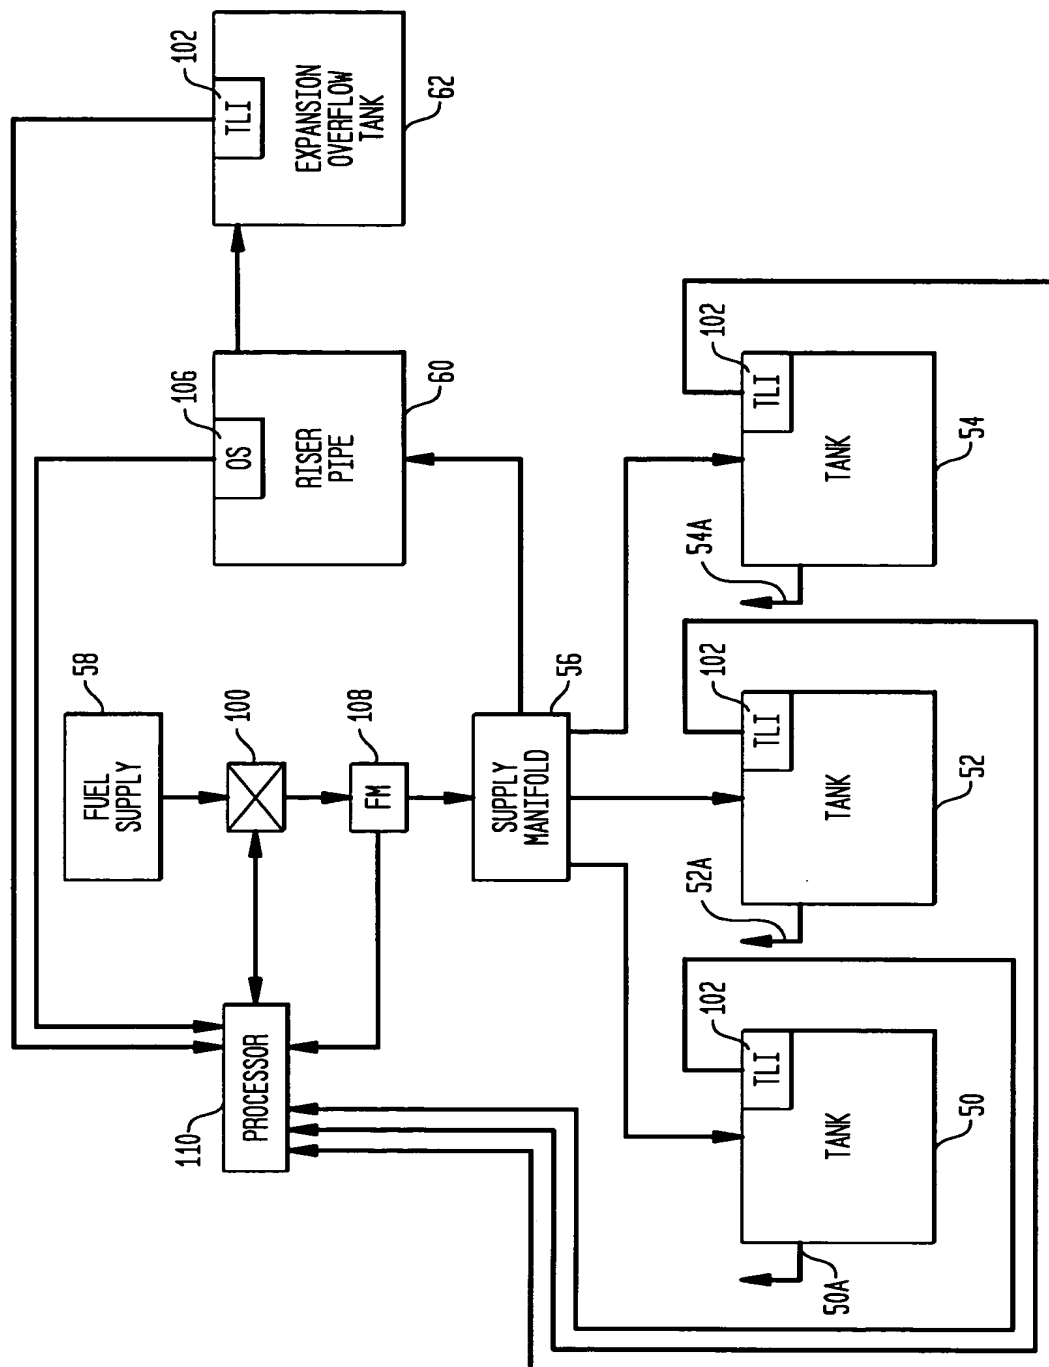 58
FUEL
SUPPLY
110
106
102
PROCESSOR
100
OS
TLI
RISER
PIPE
EXPANSION
OVERFLOW
TANK
108
FM
60
62
SUPPLY
MANIFOLD
56
102
52A
102
54A
102
TLI
TLI
TLI
50A
TANK
TANK
TANK
50
52
54